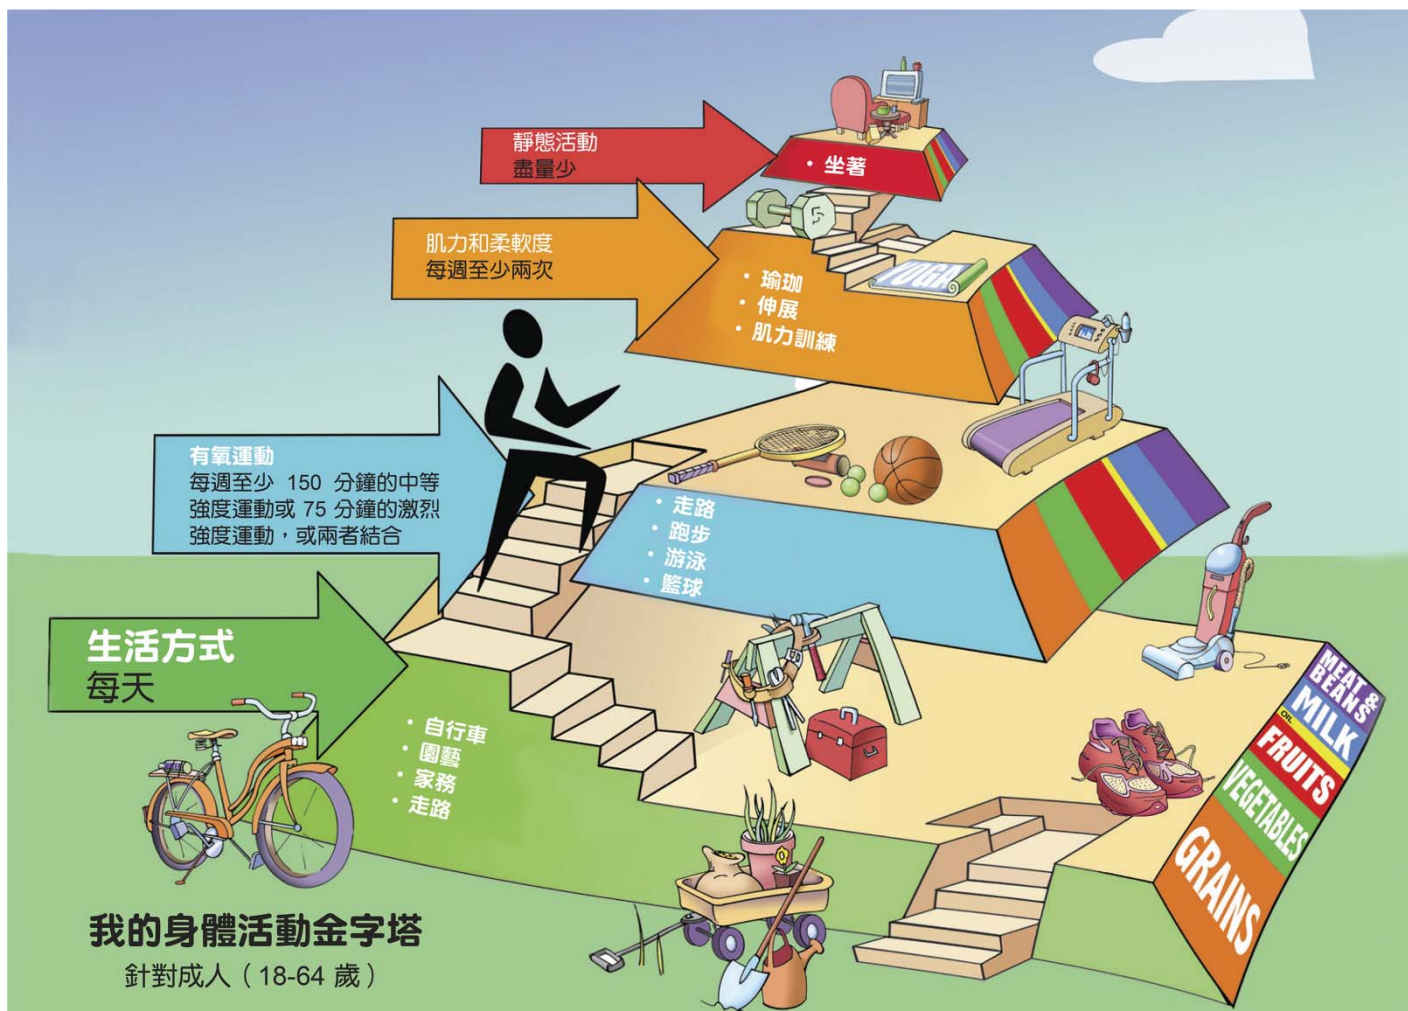 靜態活動
盡量少
• 坐著
肌力和柔軟度
每週至少兩次
• 瑜珈
• 伸展
• 肌力訓練
YOGA
有氧運動
每週至少 150 分鐘的中等
強度運動或 75 分鐘的激烈
強度運動，或兩者結合
• 走路
• 跑步
• 游泳
• 籃球
生活方式
每天
• 自行車
• 園藝
• 家務
• 走路
MEAT &
BEANS
MILK
OIL
FRUITS
VEGETABLES
GRAINS
我的身體活動金字塔
針對成人（18-64 歲）